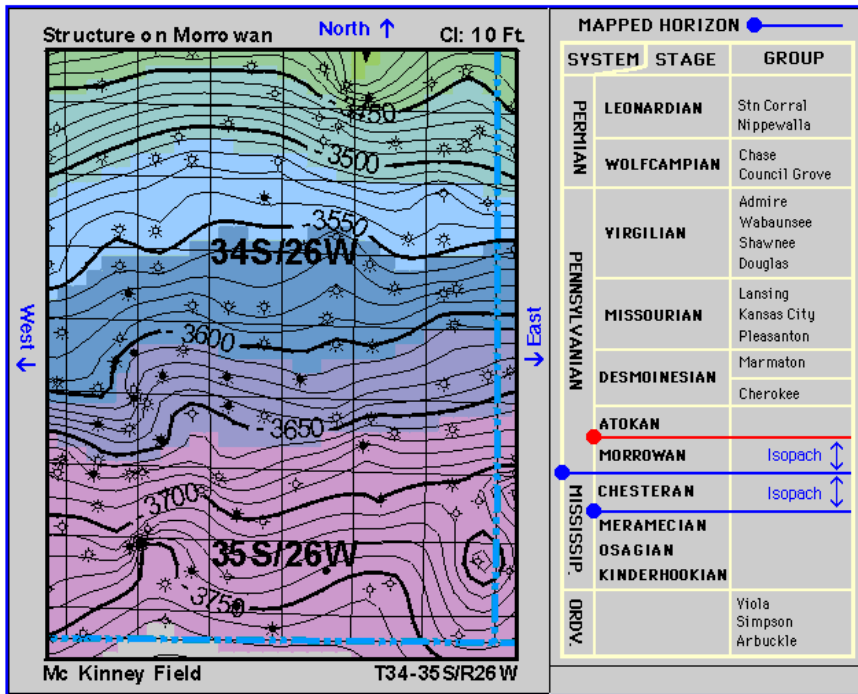 Structure on Morrowan
North ↑
CI: 10 Ft.
-3450
-3500
-3550
34S/26W
West ↓
East ↓
-3600
-3650
-3700
35S/26W
-3750
Mc Kinney Field
T34-35S/R26W
MAPPED HORIZON
SYSTEM STAGE GROUP
PERMIAN
LEONARDIAN
Stn Corral
Nippewalla
WOLFCAMPIAN
Chase
Council Grove
PENNSYLVANIAN
VIRGILIAN
Admire
Wabaunsee
Shawnee
Douglas
MISSOURIAN
Lansing
Kansas City
Pleasanton
DESMOINESIAN
Marmaton
Cherokee
ATOKAN
MORROWAN
Isopach
MISSISSIP.
CHESTERAN
Isopach
MERAMECIAN
OSAGIAN
KINDERHOOKIAN
ORDV.
Viola
Simpson
Arbuckle